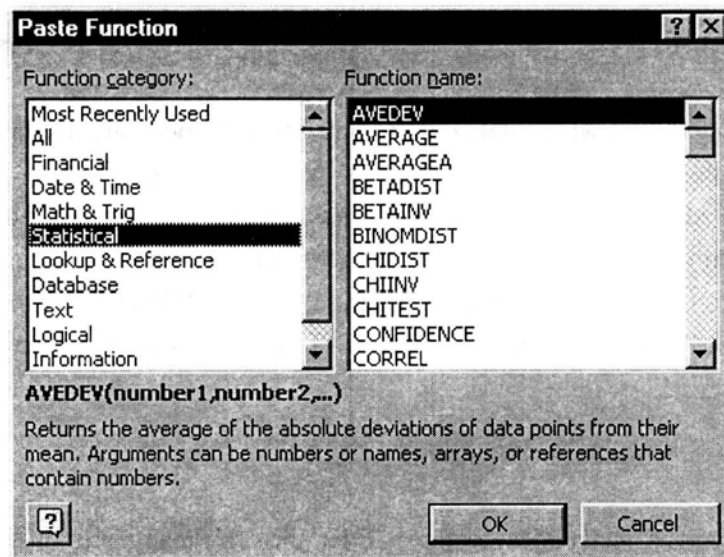 Paste Function
Function category:
Function name:
Most Recently Used
All
Financial
Date & Time
Math & Trig
Statistical
Lookup & Reference
Database
Text
Logical
Information
AVEDEV
AVERAGE
AVERAGEA
BETADIST
BETAINV
BINOMDIST
CHIDIST
CHIINV
CHITEST
CONFIDENCE
CORREL
AVEDEV(number1,number2,...)
Returns the average of the absolute deviations of data points from their
mean. Arguments can be numbers or names, arrays, or references that
contain numbers.
OK
Cancel